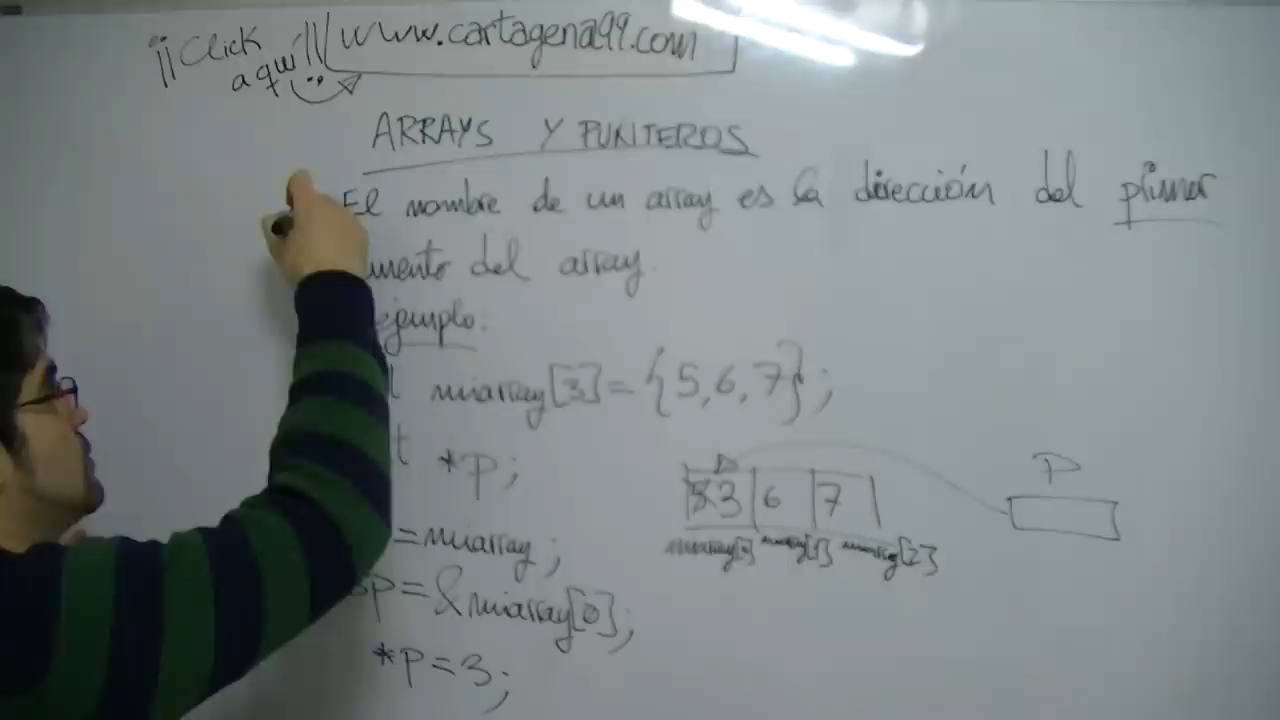 ¡¡Click aquí!!! www.cartagena99.com
ARRAYS Y PUNTEROS
El nombre de un array es la dirección del primer
mento del array.
ejemplo:
miarray[3]={5,6,7};
t *p;
=miarray;
p=&miarray[0];
*p=3;
P
5 3 6 7
miarray[0] miarray[1] miarray[2]